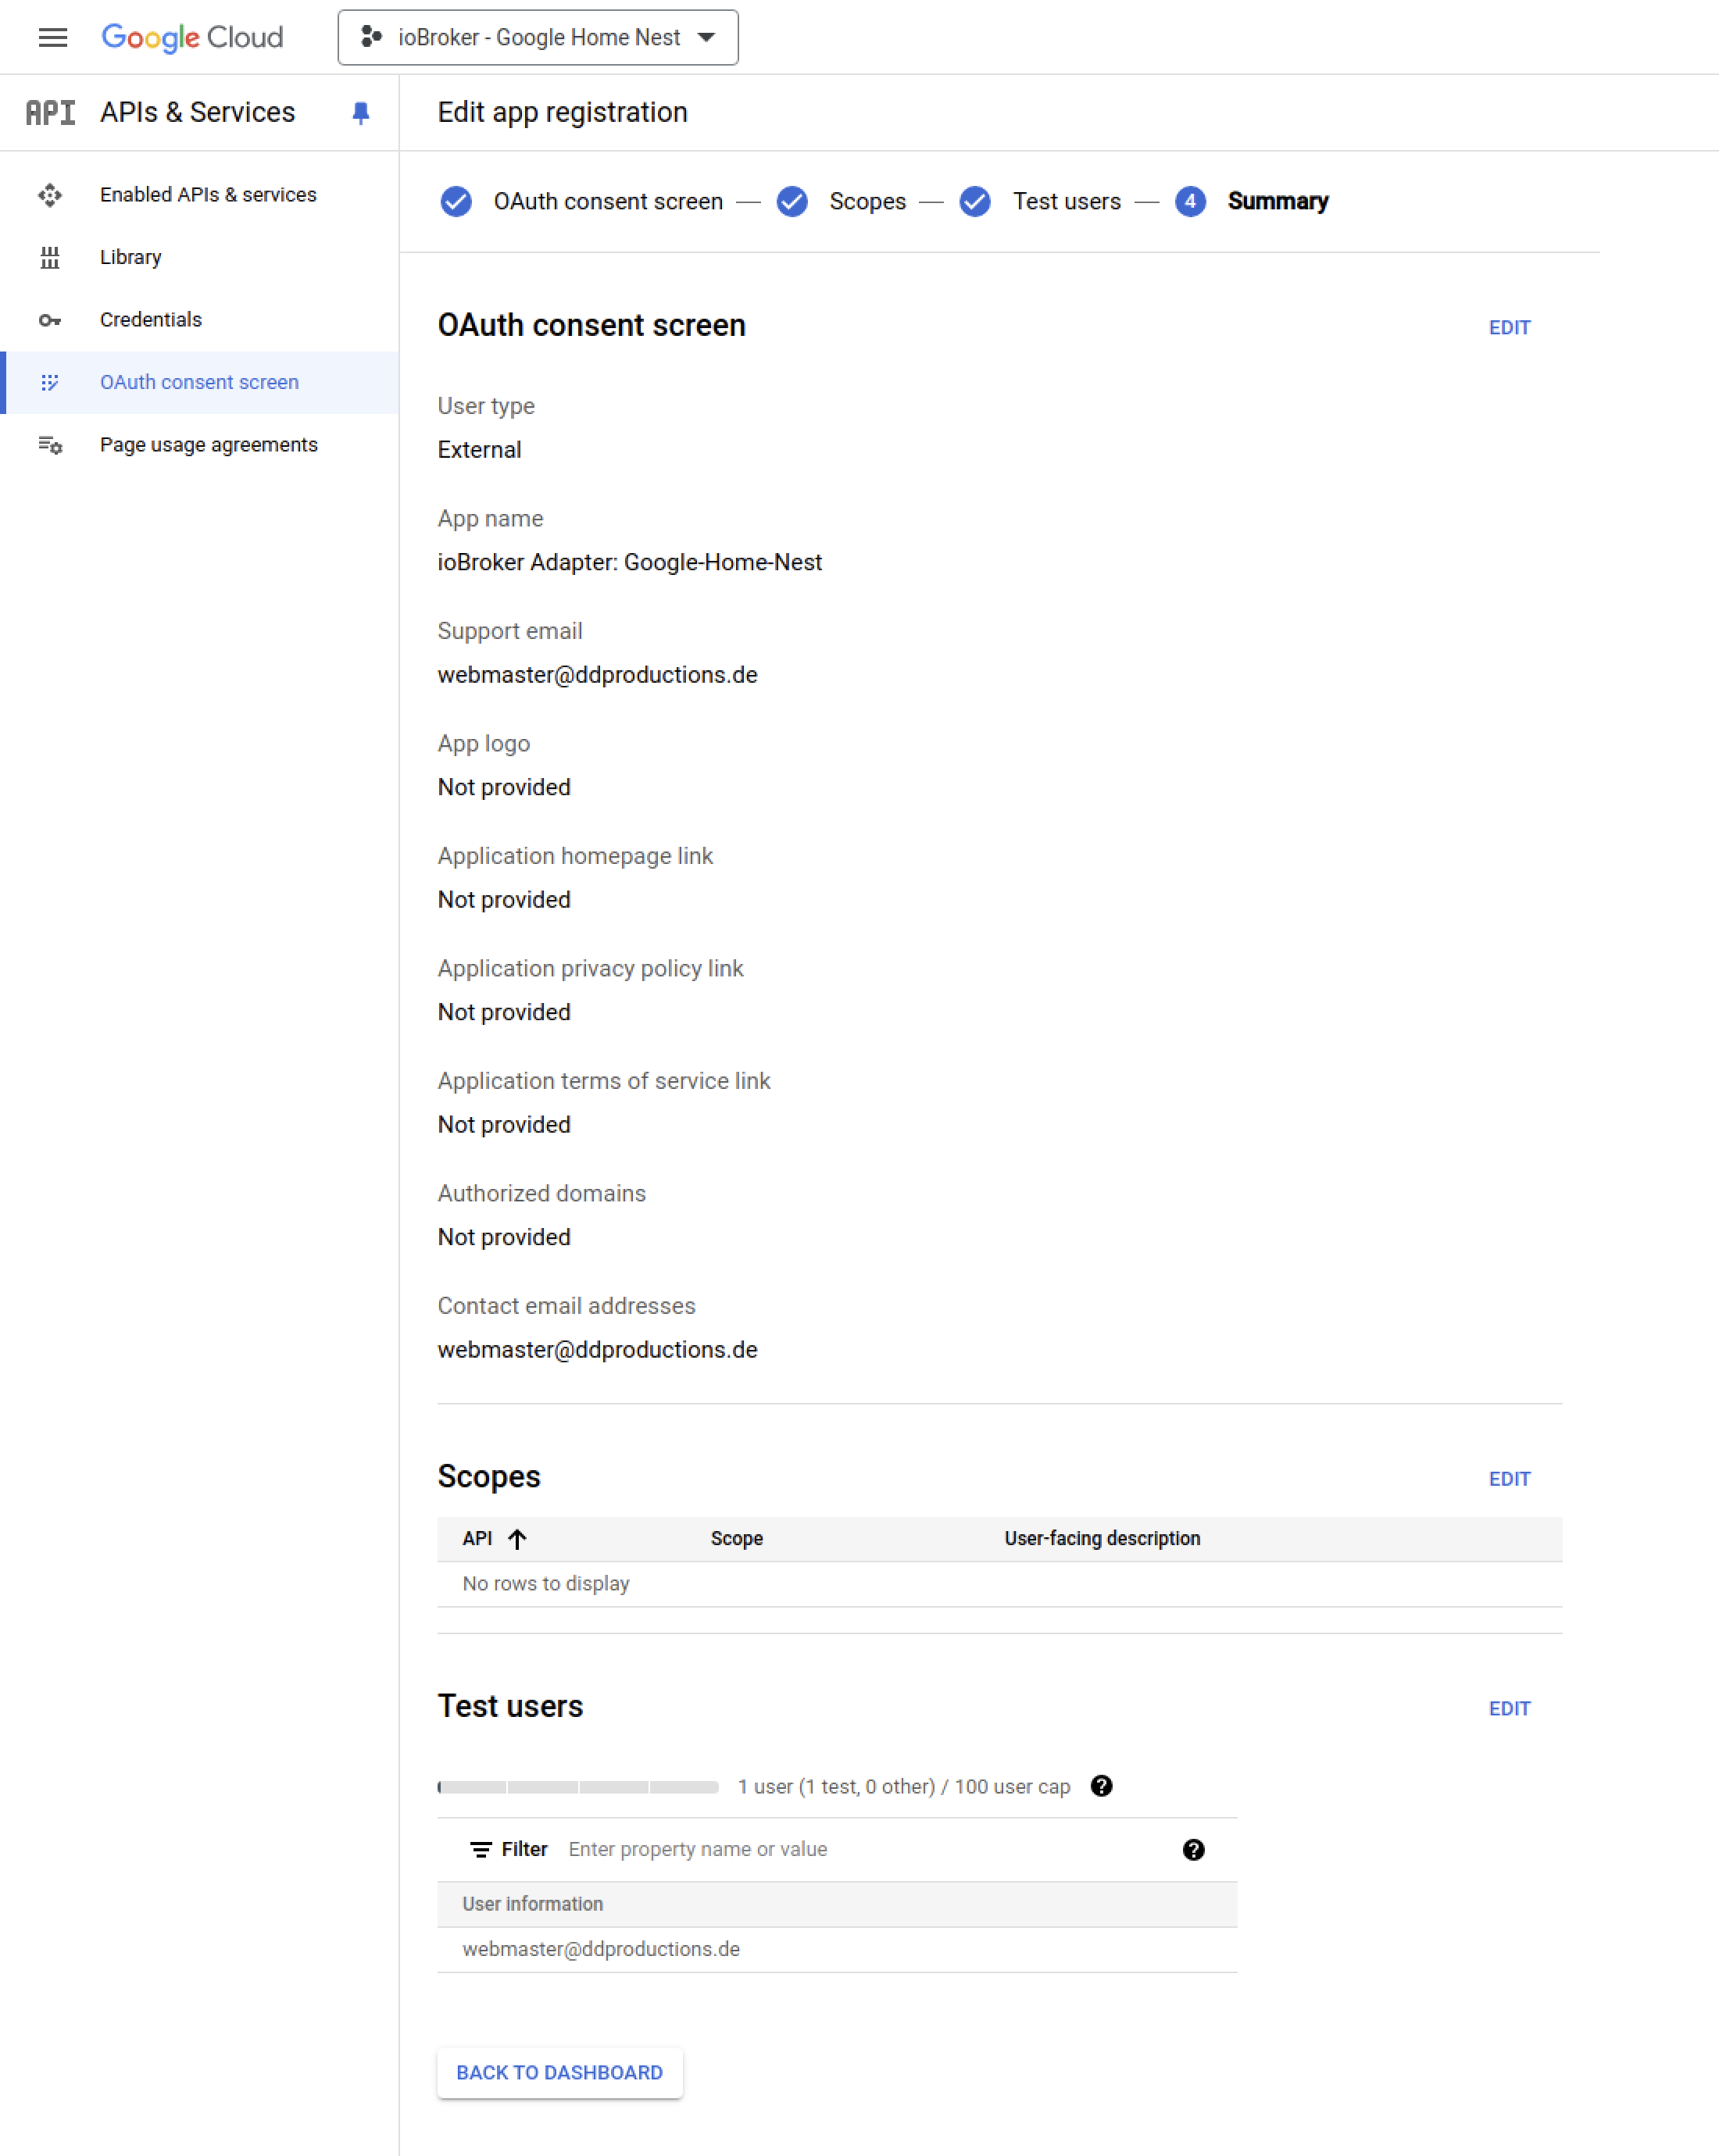 Google Cloud
ioBroker - Google Home Nest
API APIs & Services
Edit app registration
Enabled APIs & services
Library
Credentials
OAuth consent screen
Page usage agreements
OAuth consent screen — Scopes — Test users — 4 Summary
OAuth consent screen
EDIT
User type
External
App name
ioBroker Adapter: Google-Home-Nest
Support email
webmaster@ddproductions.de
App logo
Not provided
Application homepage link
Not provided
Application privacy policy link
Not provided
Application terms of service link
Not provided
Authorized domains
Not provided
Contact email addresses
webmaster@ddproductions.de
Scopes
EDIT
API Scope User-facing description
No rows to display
Test users
EDIT
1 user (1 test, 0 other) / 100 user cap ?
Filter Enter property name or value ?
User information
webmaster@ddproductions.de
BACK TO DASHBOARD